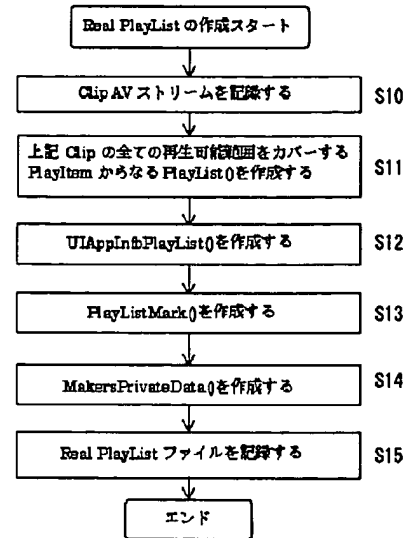 Real PlayList の作成スタート
Clip AV ストリームを記録する S10
上記 Clip の全ての再生可能範囲をカバーする
PlayItem からなる PlayList()を作成する S11
UIAppInfoPlayList()を作成する S12
PlayListMark()を作成する S13
MakersPrivateData()を作成する S14
Real PlayList ファイルを記録する S15
エンド